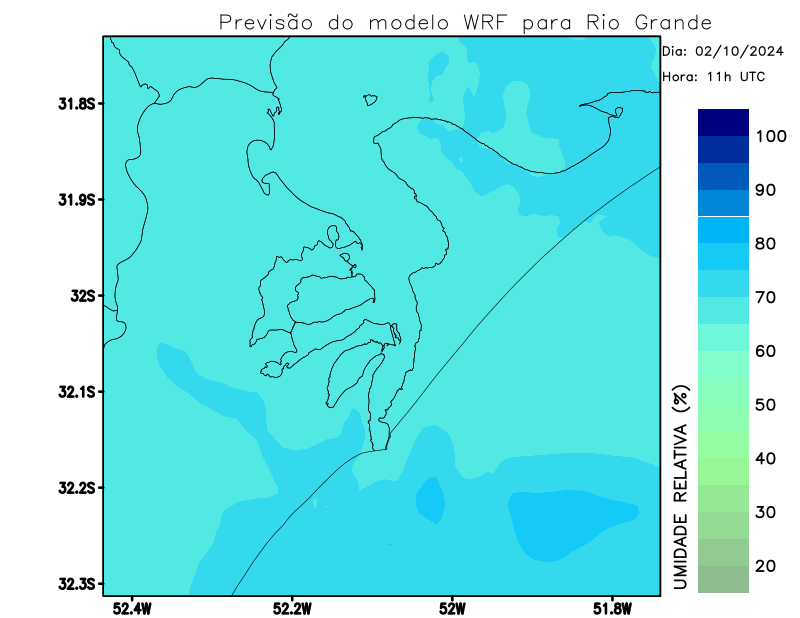 Previsão do modelo WRF para Rio Grande
Dia: 02/10/2024
Hora: 11h UTC
31.8S
31.9S
32S
32.1S
32.2S
32.3S
52.4W
52.2W
52W
51.8W
100
90
80
70
60
50
40
30
20
UMIDADE RELATIVA (%)